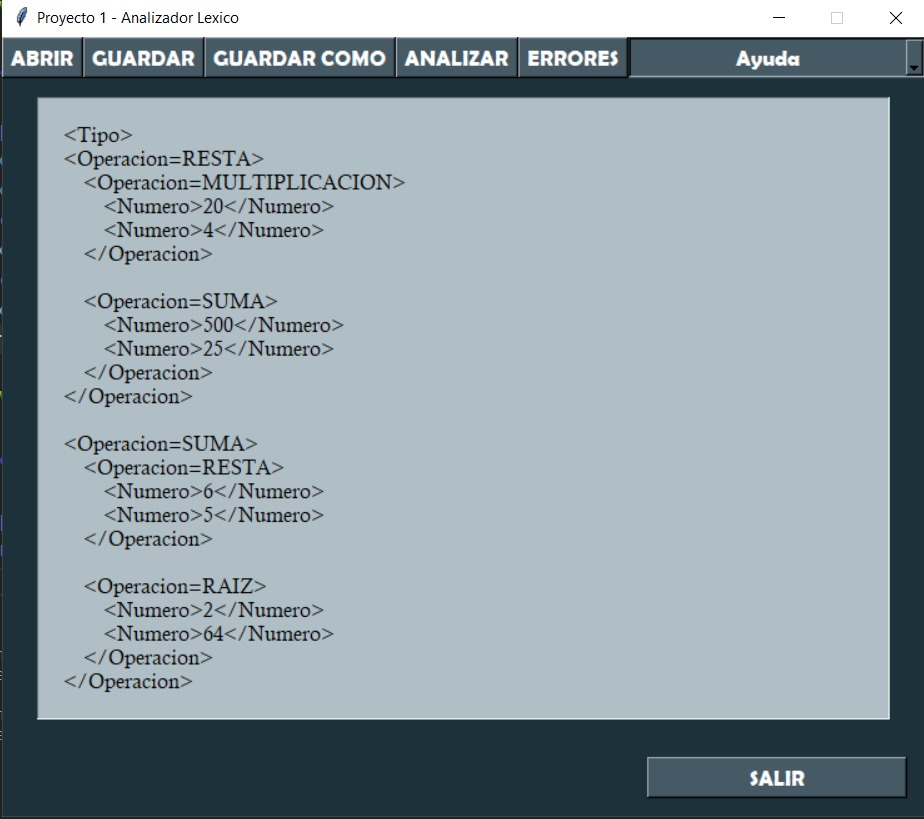 Proyecto 1 - Analizador Lexico
ABRIR GUARDAR GUARDAR COMO ANALIZAR ERRORES Ayuda
<Tipo>
<Operacion=RESTA>
<Operacion=MULTIPLICACION>
<Numero>20</Numero>
<Numero>4</Numero>
</Operacion>
<Operacion=SUMA>
<Numero>500</Numero>
<Numero>25</Numero>
</Operacion>
</Operacion>
<Operacion=SUMA>
<Operacion=RESTA>
<Numero>6</Numero>
<Numero>5</Numero>
</Operacion>
<Operacion=RAIZ>
<Numero>2</Numero>
<Numero>64</Numero>
</Operacion>
</Operacion>
SALIR